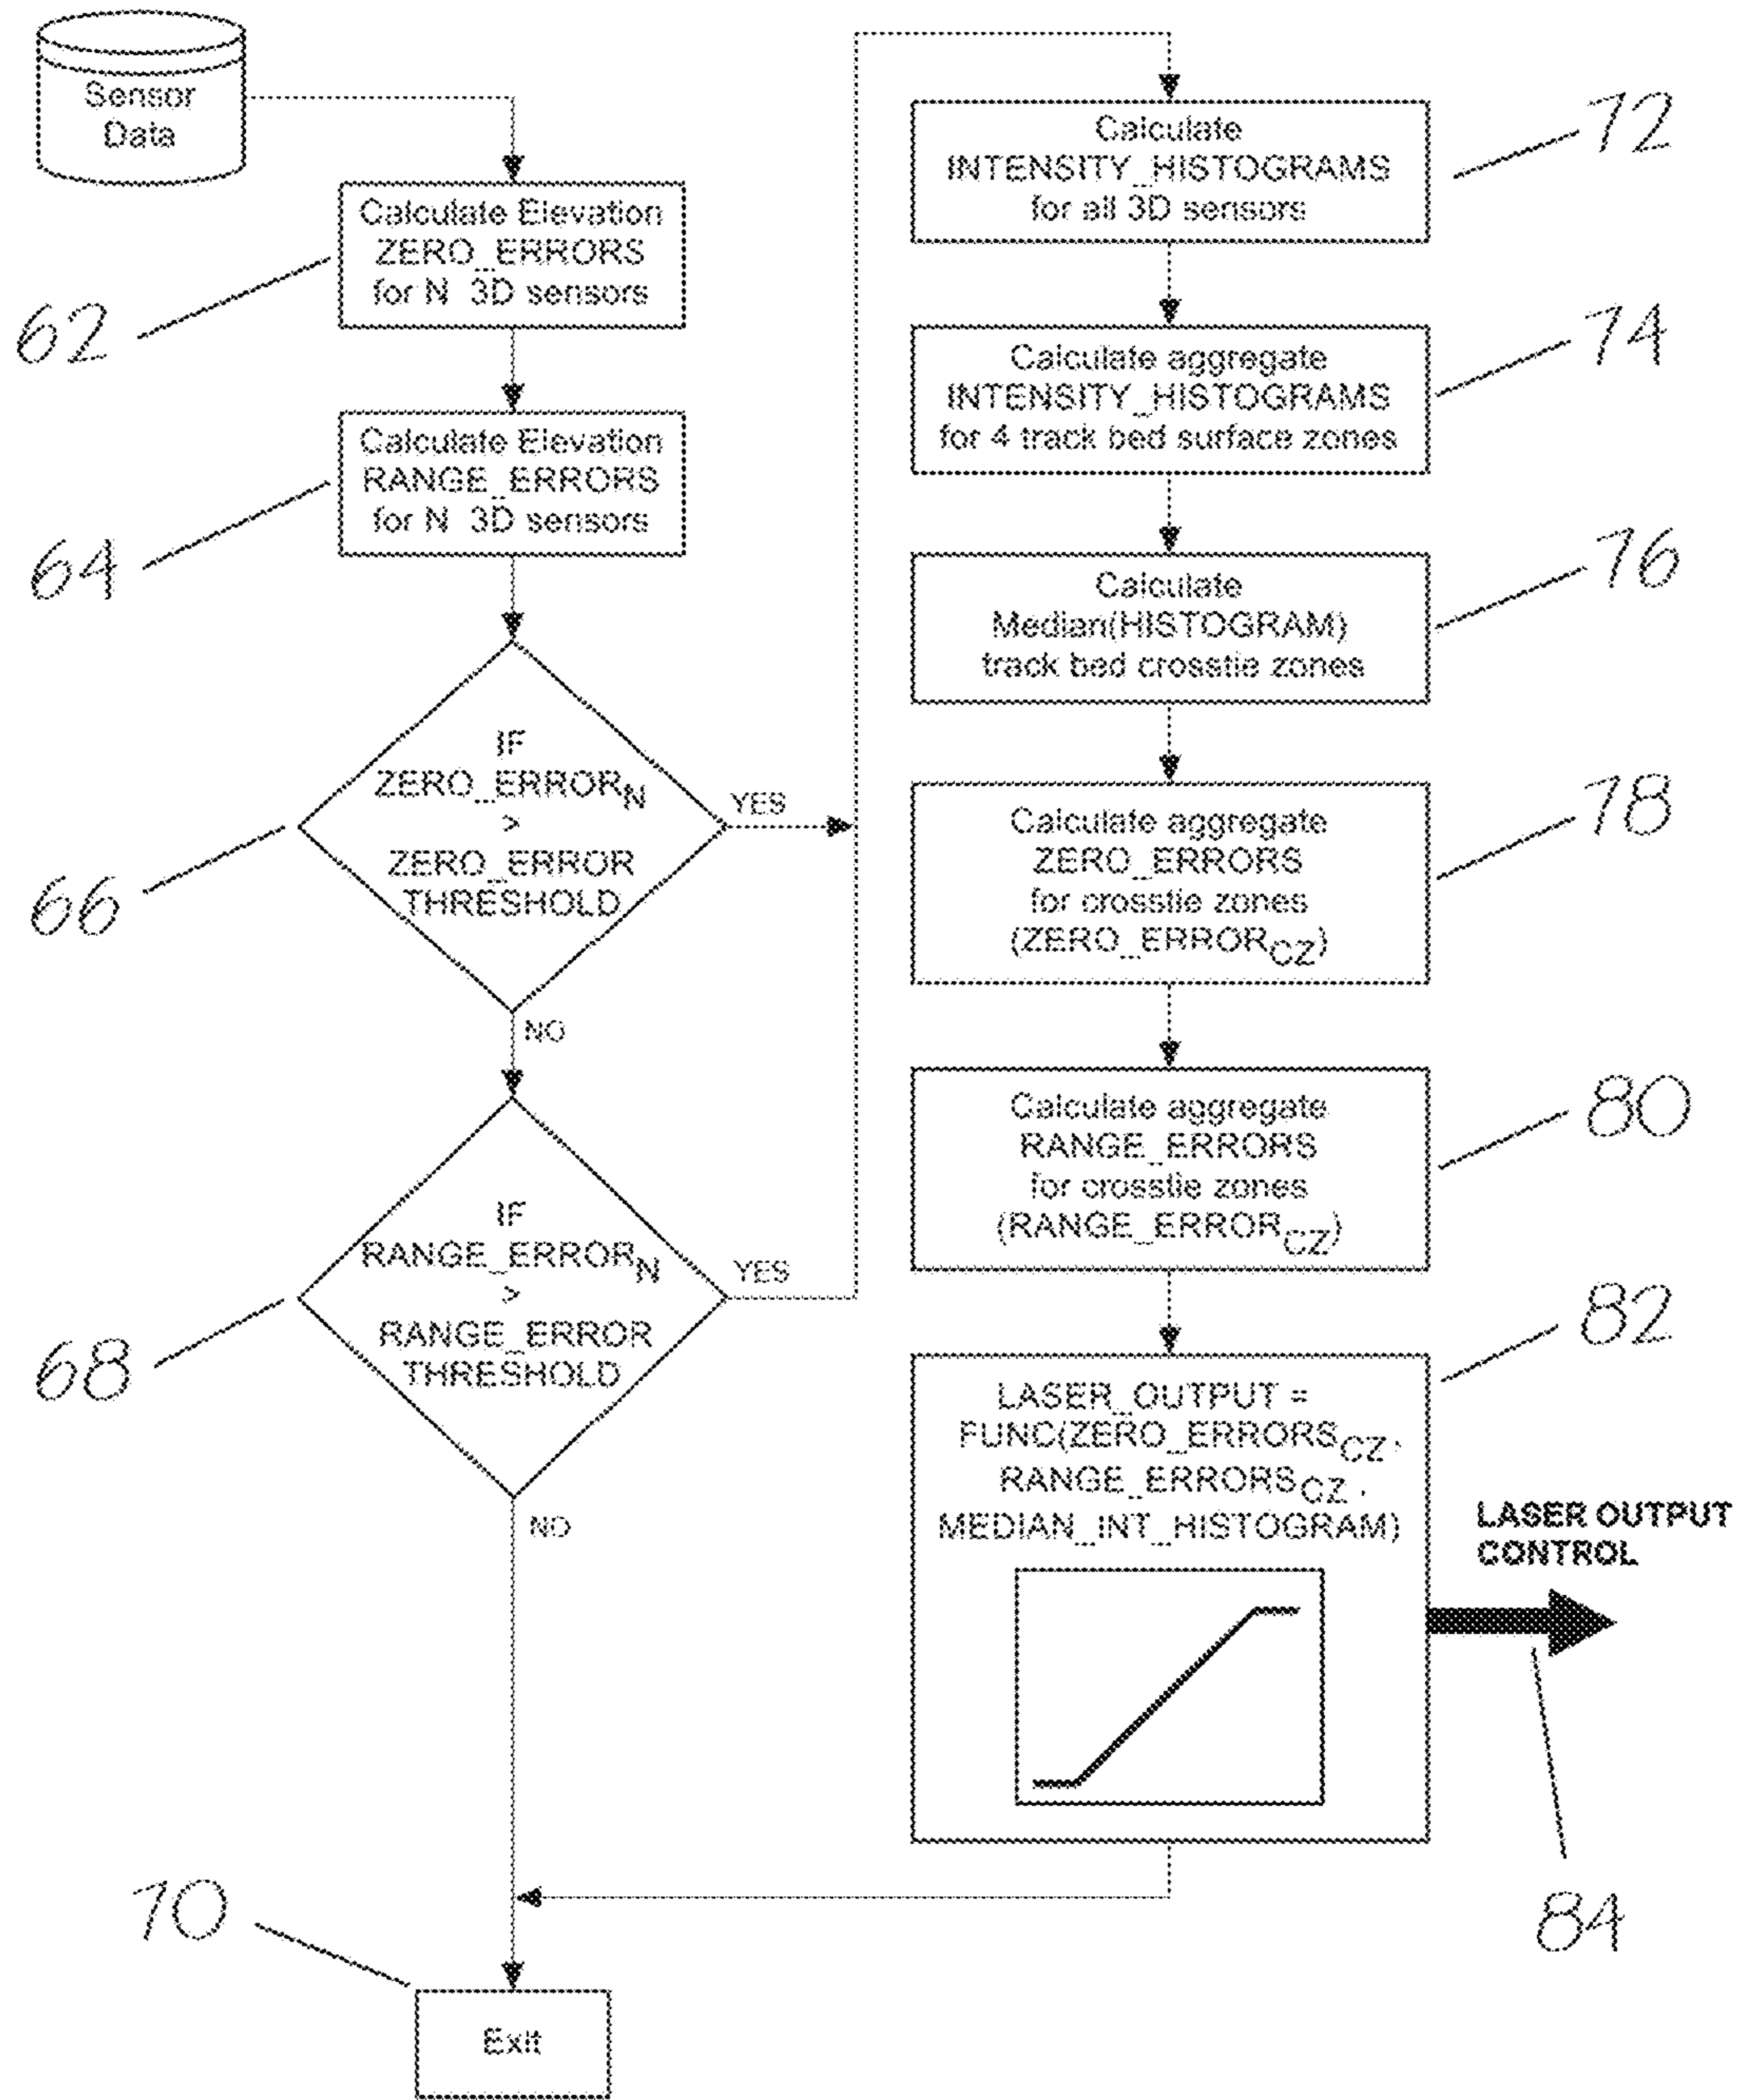 Sensor
Data
Calculate Elevation
ZERO_ERRORS
for N 3D sensors
62
Calculate Elevation
RANGE_ERRORS
for N 3D sensors
64
IF
ZERO_ERRORN
>
ZERO_ERROR
THRESHOLD
YES
66
NO
IF
RANGE_ERRORN
>
RANGE_ERROR
THRESHOLD
YES
68
NO
70
Exit
Calculate
INTENSITY_HISTOGRAMS
for all 3D sensors
72
Calculate aggregate
INTENSITY_HISTOGRAMS
for 4 track bed surface zones
74
Calculate
Median(HISTOGRAM)
track bed crosstie zones
76
Calculate aggregate
ZERO_ERRORS
for crosstie zones
(ZERO_ERRORCZ)
78
Calculate aggregate
RANGE_ERRORS
for crosstie zones
(RANGE_ERRORCZ)
80
LASER_OUTPUT =
FUNC(ZERO_ERRORSCZ,
RANGE_ERRORSCZ,
MEDIAN_INT_HISTOGRAM)
82
LASER OUTPUT
CONTROL
84